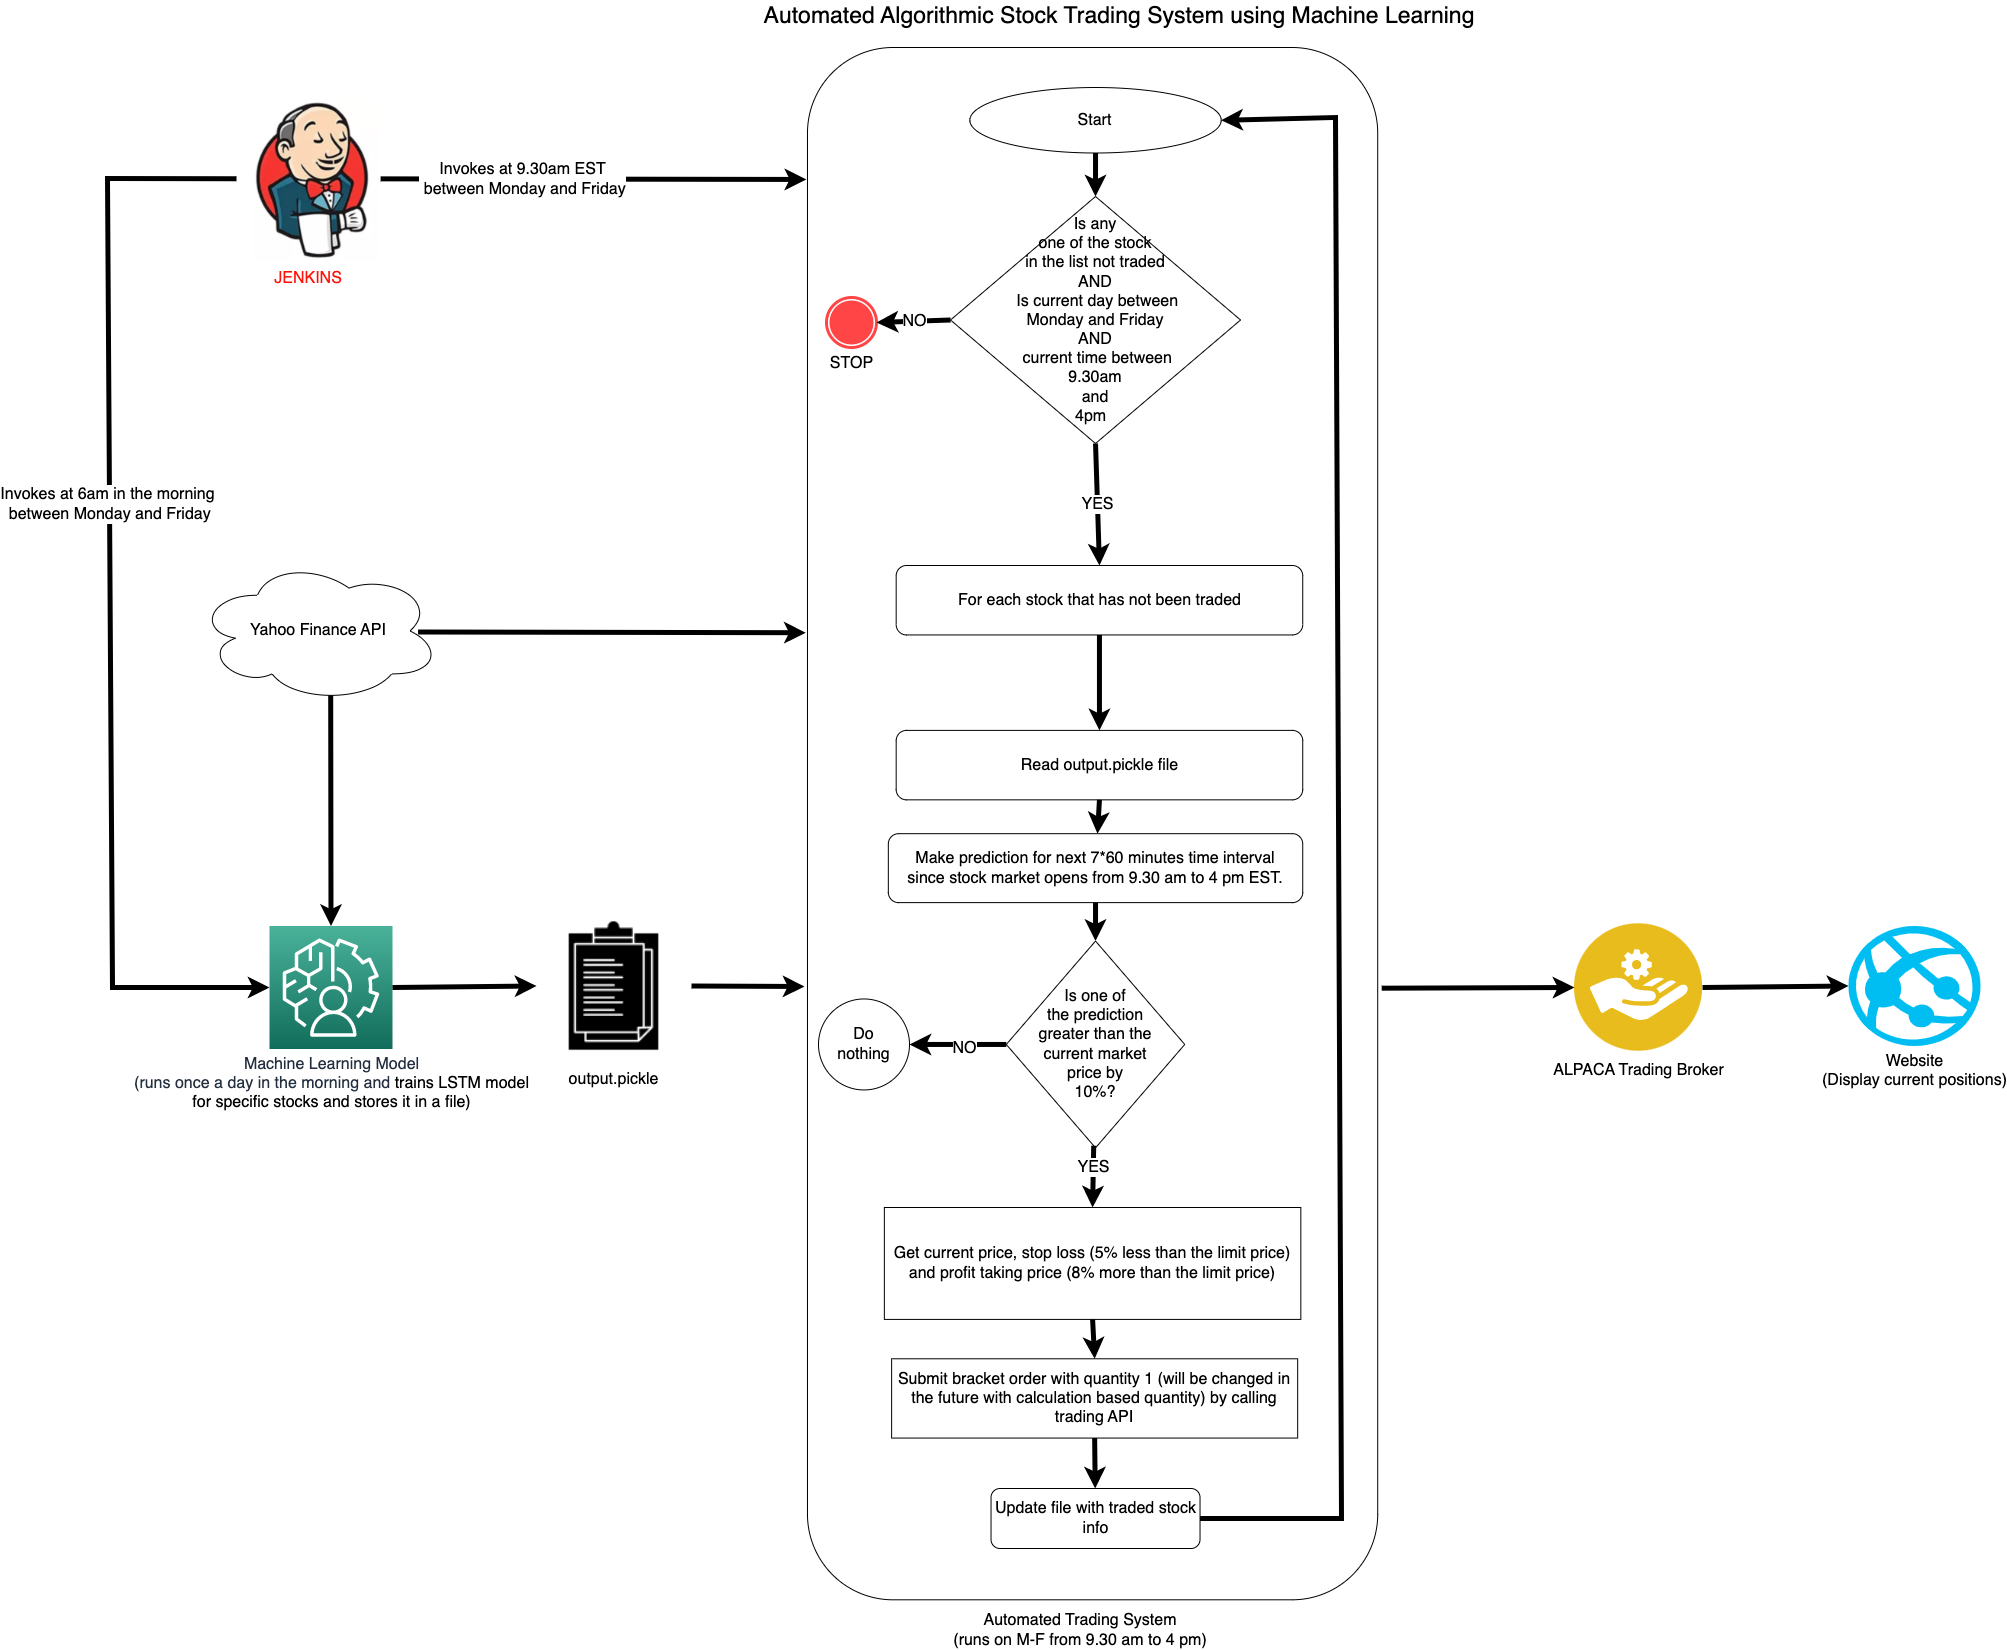 Automated Algorithmic Stock Trading System using Machine Learning
Start
Invokes at 9.30am EST
between Monday and Friday
JENKINS
Is any
one of the stock
in the list not traded
AND
Is current day between
Monday and Friday
AND
current time between
9.30am
and
4pm
NO
STOP
YES
Invokes at 6am in the morning
between Monday and Friday
For each stock that has not been traded
Yahoo Finance API
Read output.pickle file
Make prediction for next 7*60 minutes time interval
since stock market opens from 9.30 am to 4 pm EST.
Is one of
the prediction
greater than the
current market
price by
10%?
NO
Do
nothing
YES
Machine Learning Model
(runs once a day in the morning and trains LSTM model
for specific stocks and stores it in a file)
output.pickle
ALPACA Trading Broker
Website
(Display current positions)
Get current price, stop loss (5% less than the limit price)
and profit taking price (8% more than the limit price)
Submit bracket order with quantity 1 (will be changed in
the future with calculation based quantity) by calling
trading API
Update file with traded stock
info
Automated Trading System
(runs on M-F from 9.30 am to 4 pm)